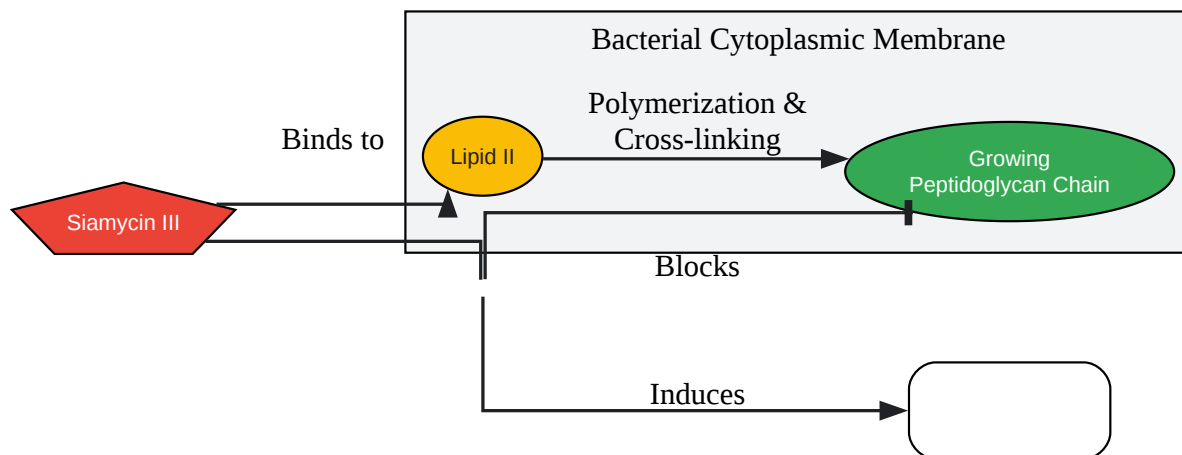 Bacterial Cytoplasmic Membrane
Polymerization &
Cross-linking
Binds to
Lipid II
Growing
Peptidoglycan Chain
Siamycin III
Blocks
Induces